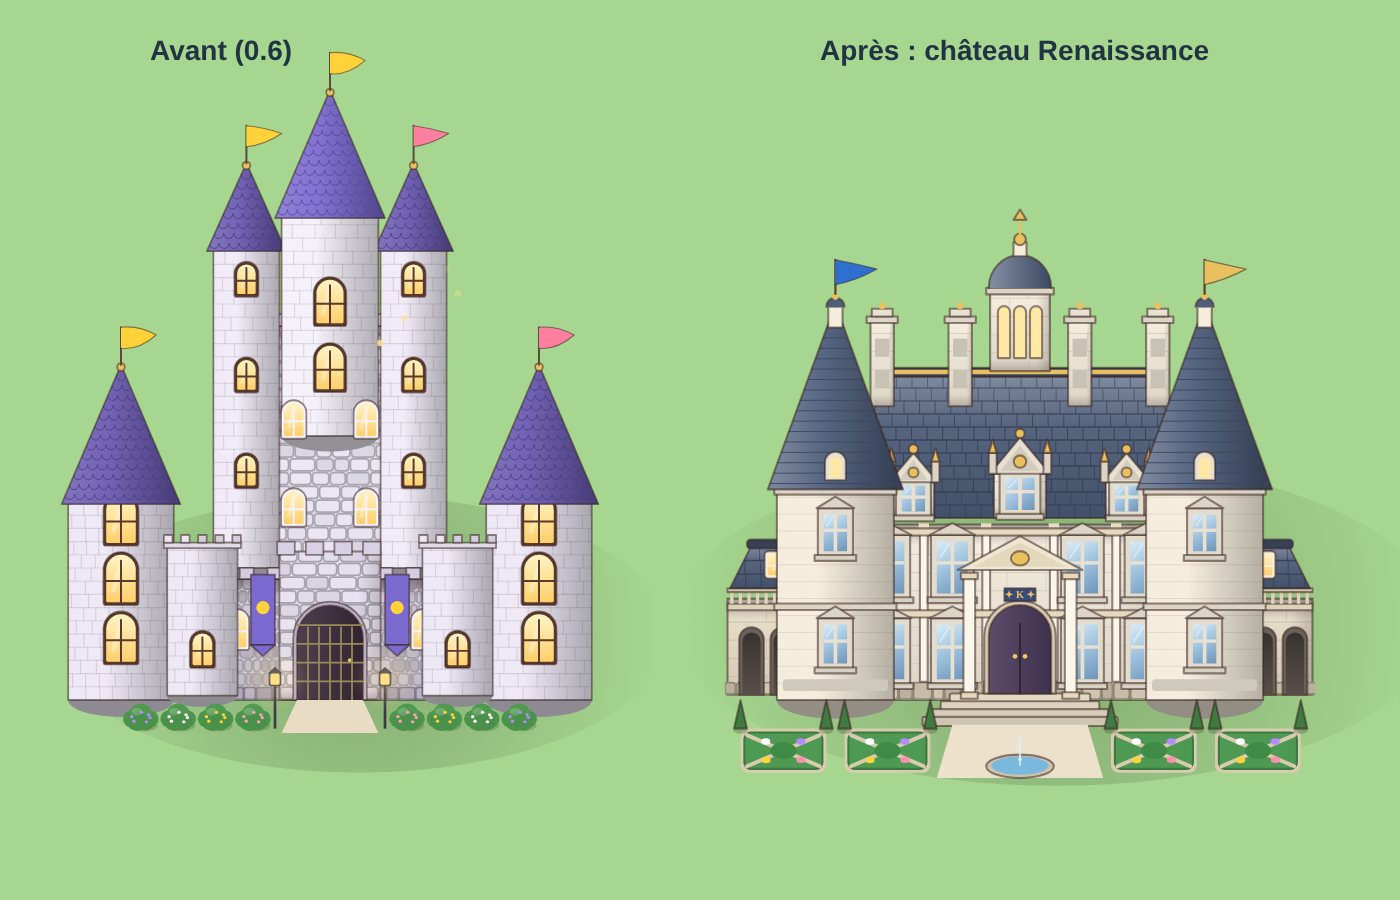 Avant (0.6)
Après : château Renaissance
✦ K ✦